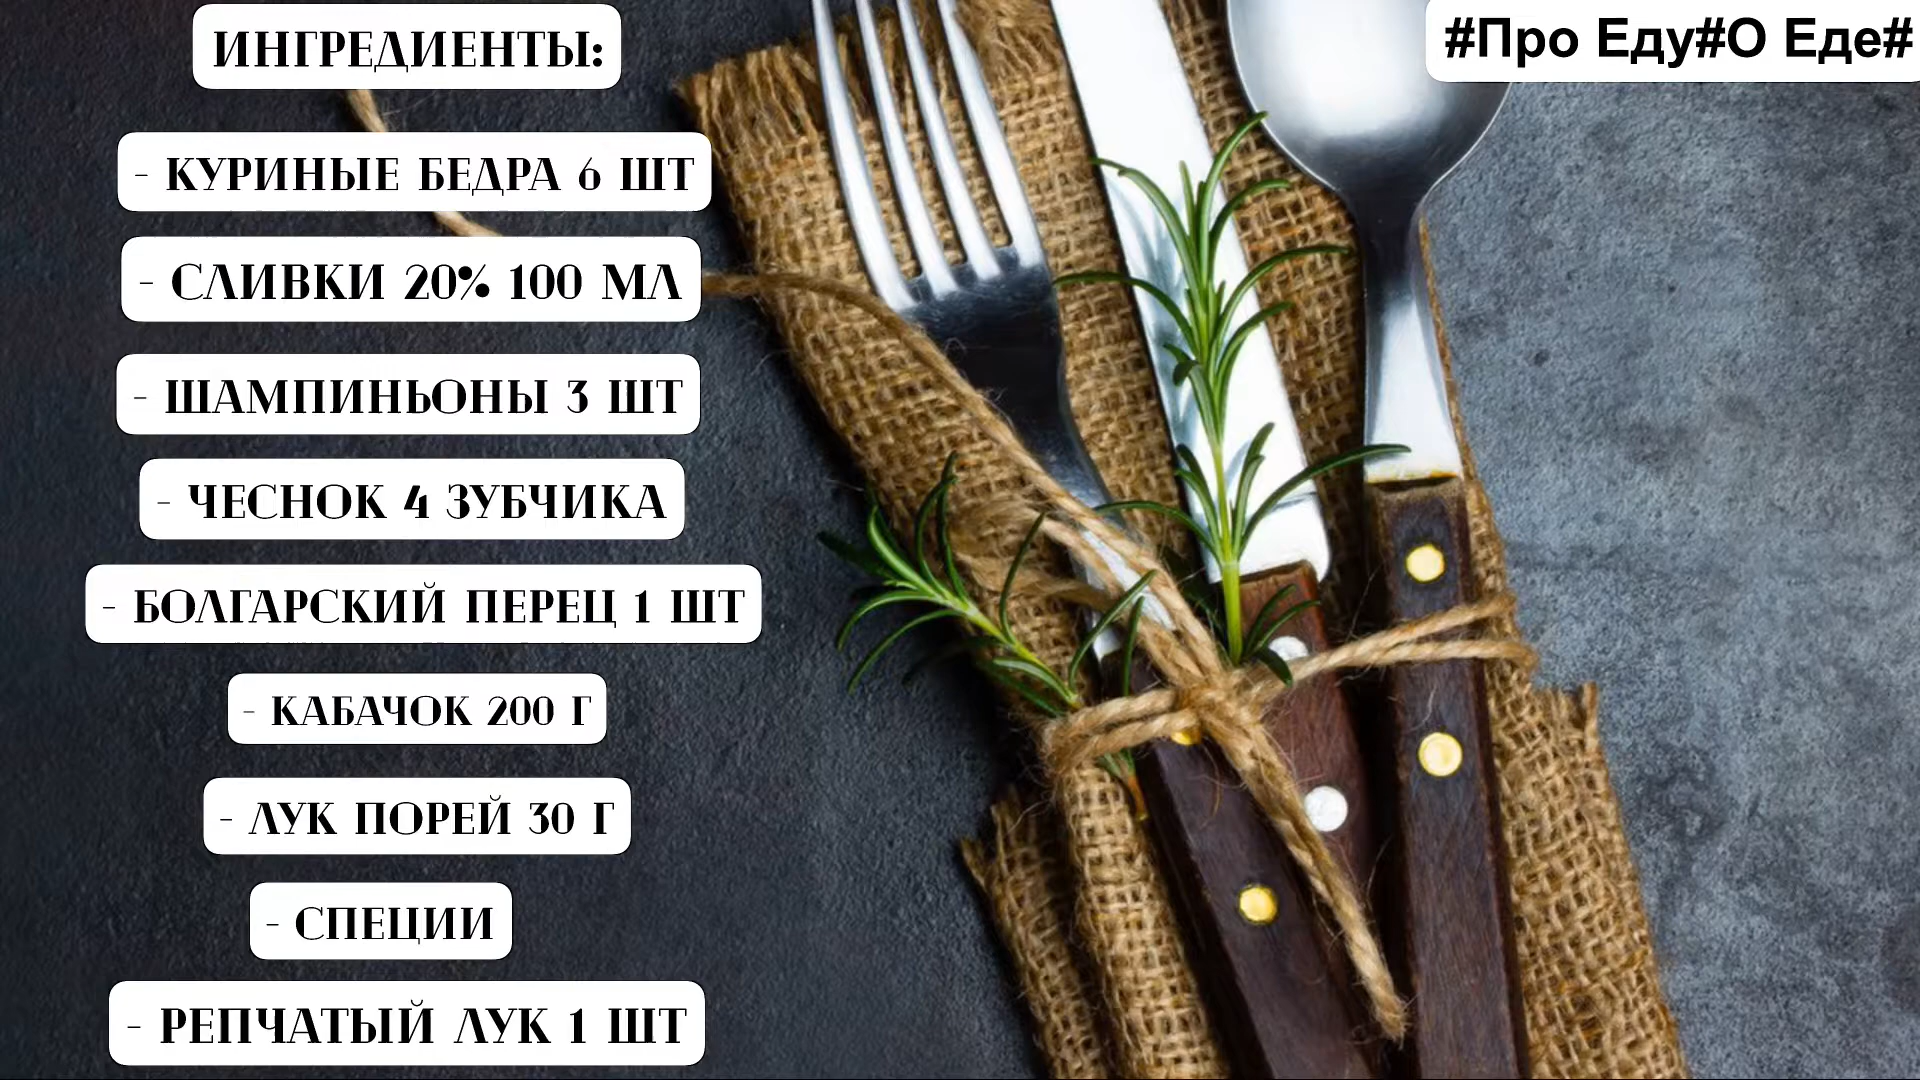 ИНГРЕДИЕНТЫ:
#Про Еду#О Еде#
- КУРИНЫЕ БЕДРА 6 ШТ
- СЛИВКИ 20% 100 МЛ
- ШАМПИНЬОНЫ 3 ШТ
- ЧЕСНОК 4 ЗУБЧИКА
- БОЛГАРСКИЙ ПЕРЕЦ 1 ШТ
- КАБАЧОК 200 Г
- ЛУК ПОРЕЙ 30 Г
- СПЕЦИИ
- РЕПЧАТЫЙ ЛУК 1 ШТ